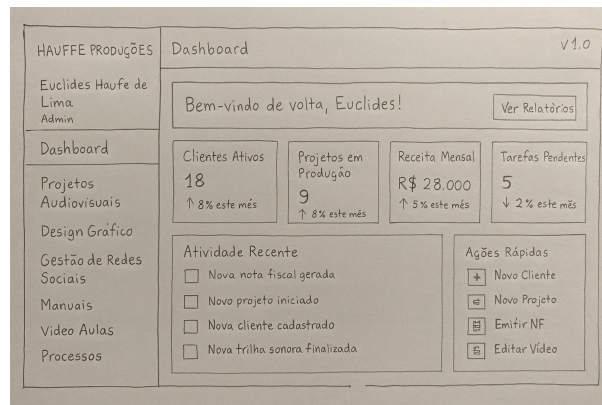 HAUFFE PRODUÇÕES
Euclides Haufe de
Lima
Admin
Dashboard
Projetos
Audiovisuais
Design Gráfico
Gestão de Redes
Sociais
Manuais
Video Aulas
Processos
Dashboard
V 1.0
Bem-vindo de volta, Euclides!
Ver Relatórios
Clientes Ativos
18
↑ 8% este mês
Projetos em
Produção
9
↑ 8% este mês
Receita Mensal
R$ 28.000
↑ 5% este mês
Tarefas Pendentes
5
↓ 2% este mês
Atividade Recente
Nova nota fiscal gerada
Novo projeto iniciado
Nova cliente cadastrado
Nova trilha sonora finalizada
Ações Rápidas
Novo Cliente
Novo Projeto
Emitir NF
Editar Vídeo